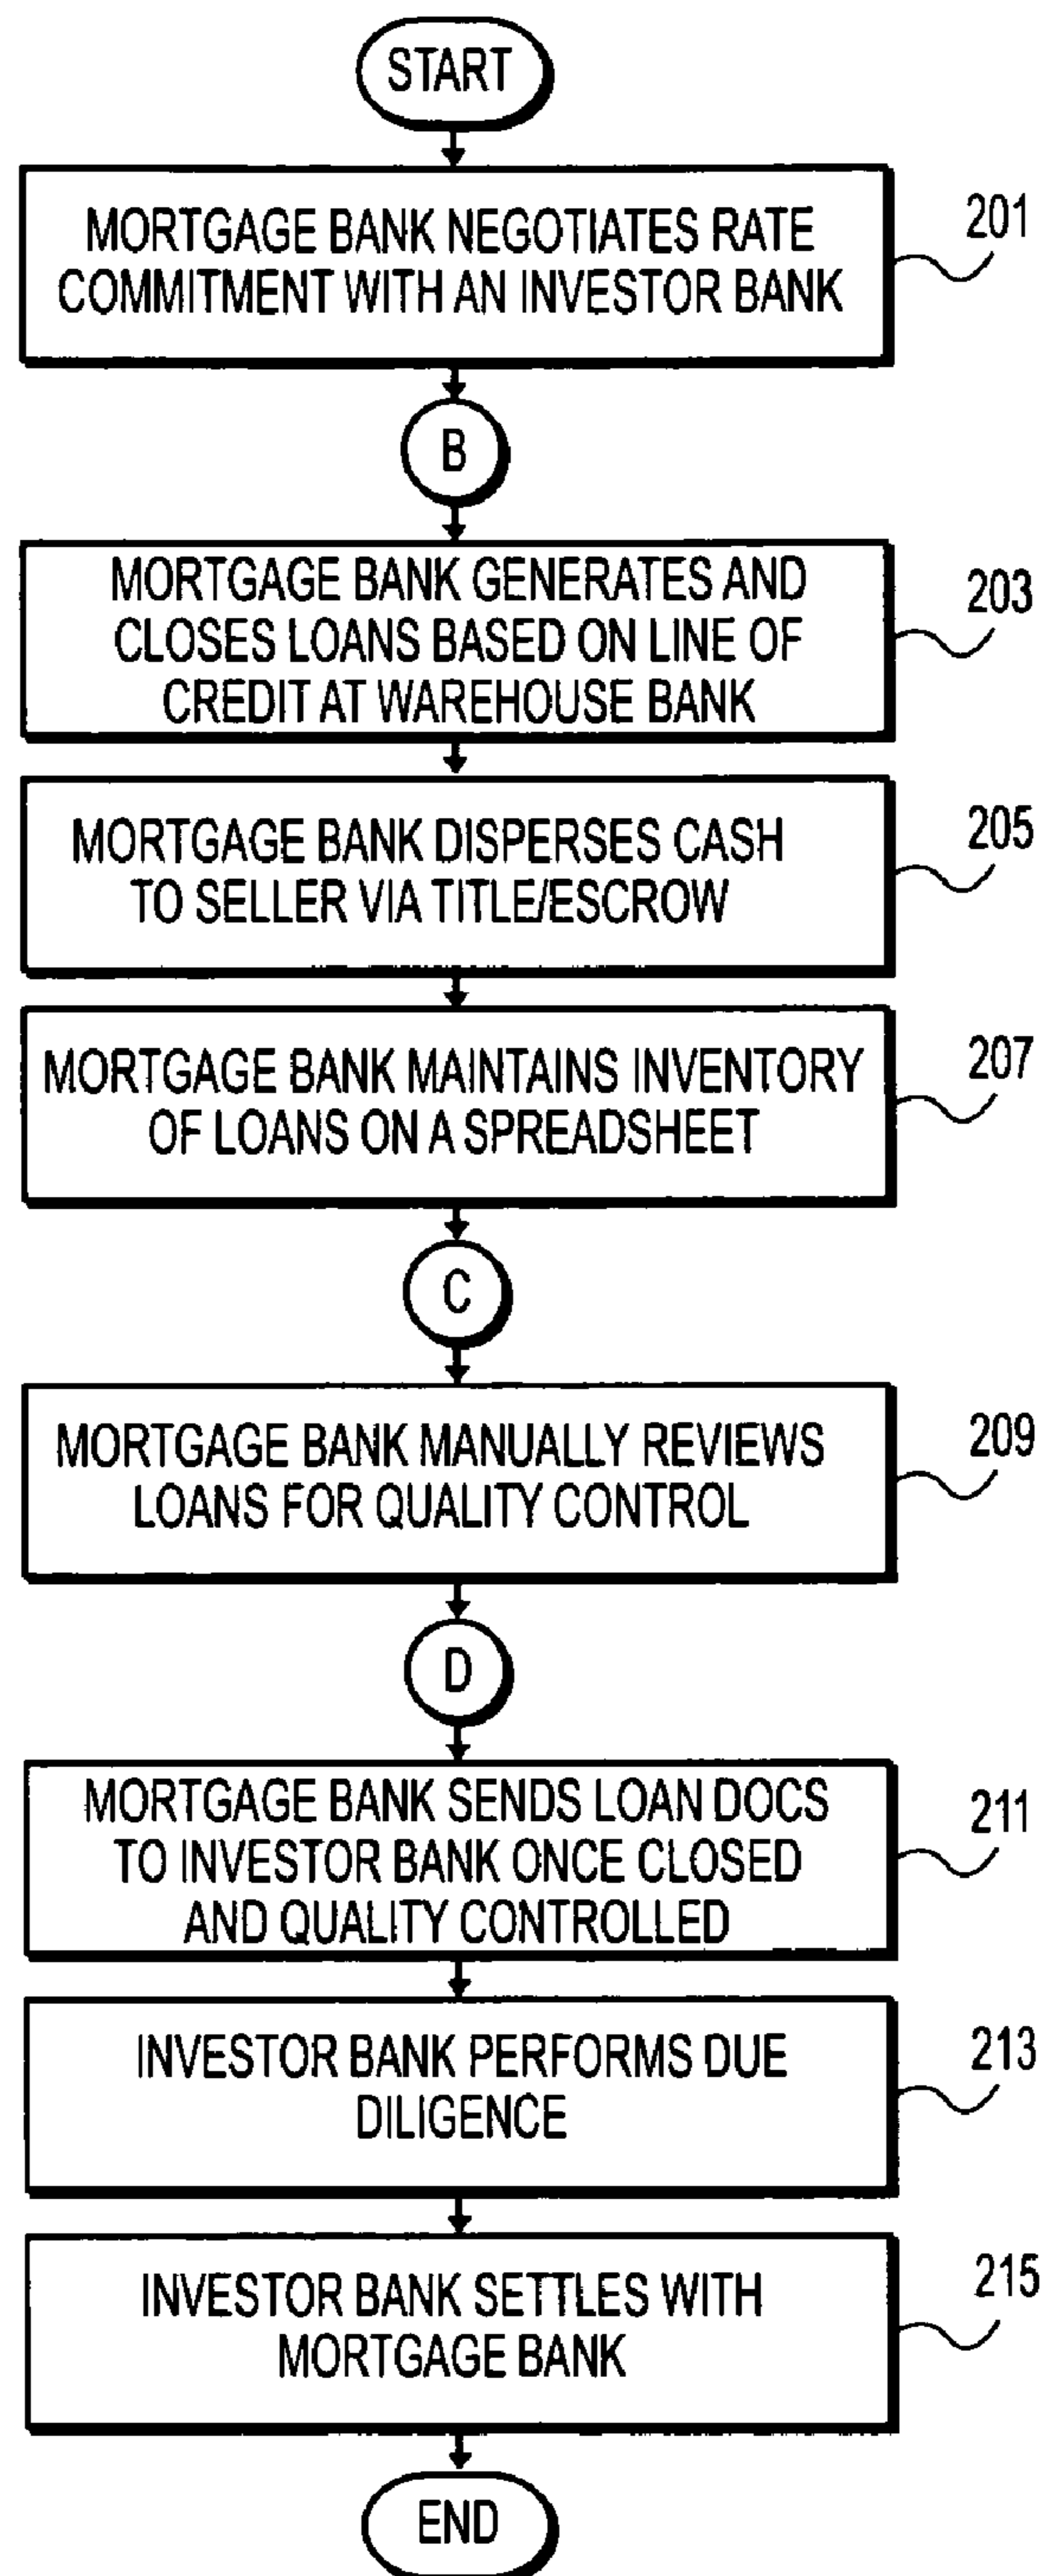 START
MORTGAGE BANK NEGOTIATES RATE
COMMITMENT WITH AN INVESTOR BANK
201
B
MORTGAGE BANK GENERATES AND
CLOSES LOANS BASED ON LINE OF
CREDIT AT WAREHOUSE BANK
203
MORTGAGE BANK DISPERSES CASH
TO SELLER VIA TITLE/ESCROW
205
MORTGAGE BANK MAINTAINS INVENTORY
OF LOANS ON A SPREADSHEET
207
C
MORTGAGE BANK MANUALLY REVIEWS
LOANS FOR QUALITY CONTROL
209
D
MORTGAGE BANK SENDS LOAN DOCS
TO INVESTOR BANK ONCE CLOSED
AND QUALITY CONTROLLED
211
INVESTOR BANK PERFORMS DUE
DILIGENCE
213
INVESTOR BANK SETTLES WITH
MORTGAGE BANK
215
END